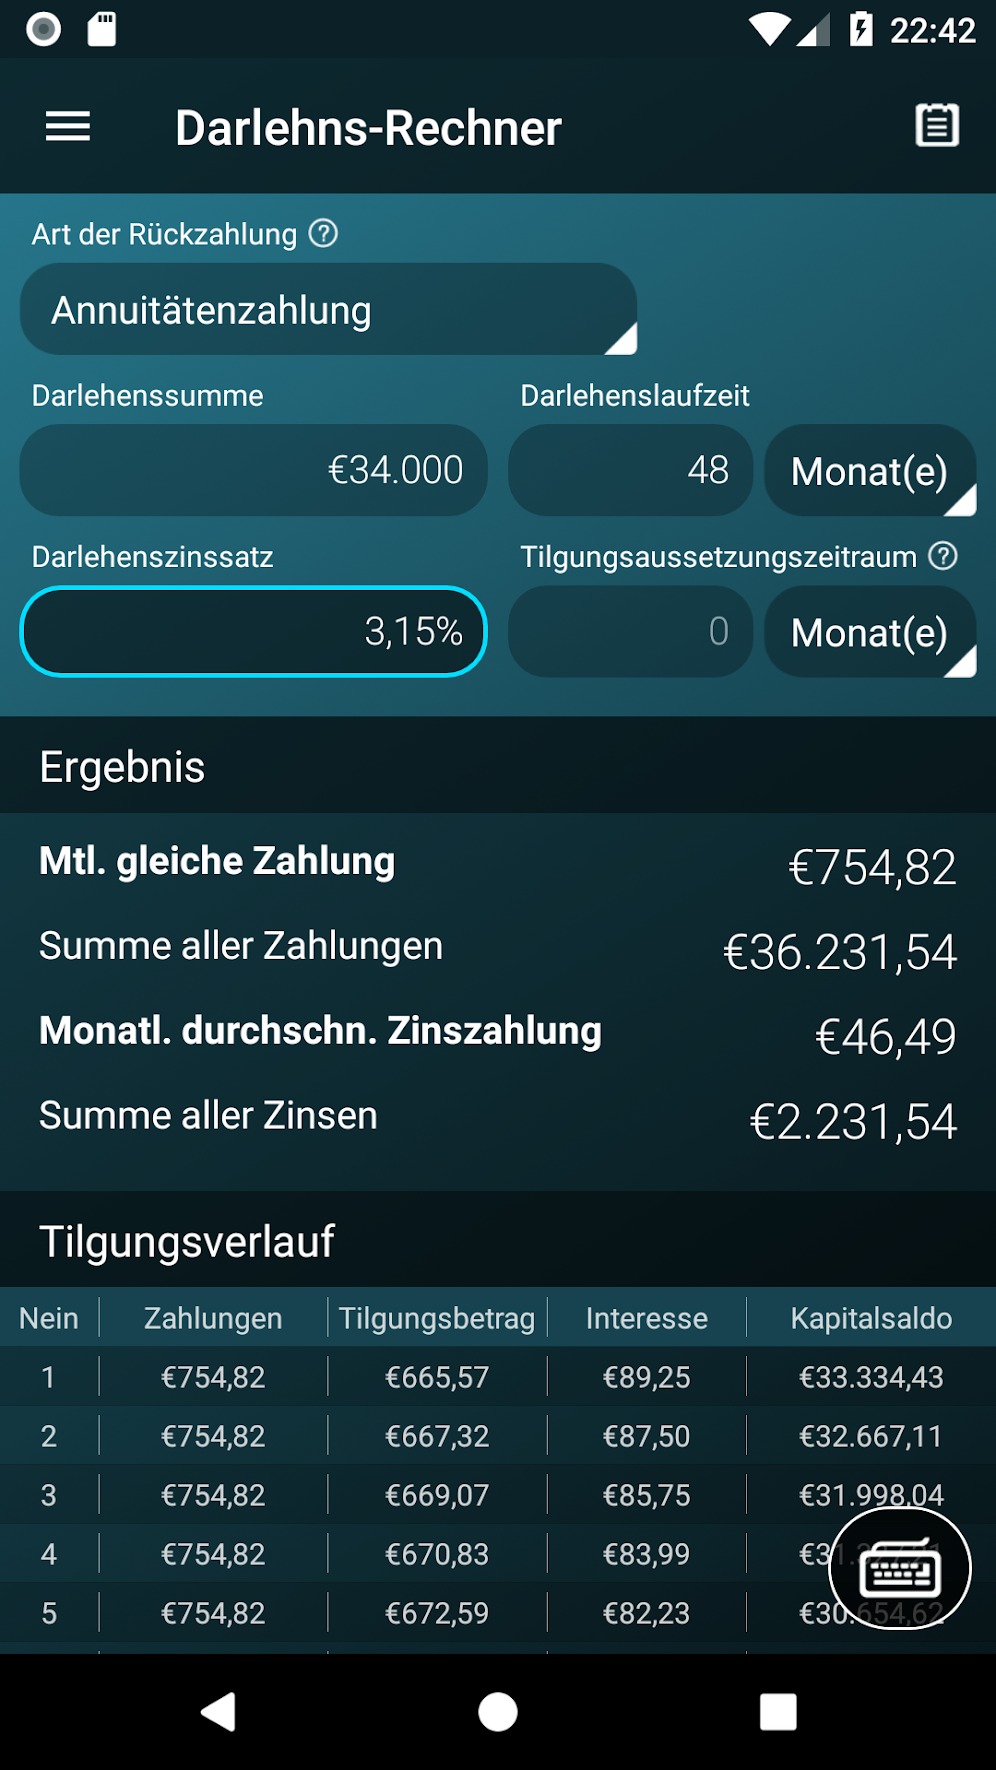 22:42
Darlehns-Rechner
Art der Rückzahlung ?
Annuitätenzahlung
Darlehenssumme Darlehenslaufzeit
€34.000 48 Monat(e)
Darlehenszinssatz Tilgungsaussetzungszeitraum ?
3,15% 0 Monat(e)
Ergebnis
Mtl. gleiche Zahlung €754,82
Summe aller Zahlungen €36.231,54
Monatl. durchschn. Zinszahlung €46,49
Summe aller Zinsen €2.231,54
Tilgungsverlauf
Nein Zahlungen Tilgungsbetrag Interesse Kapitalsaldo
1 €754,82 €665,57 €89,25 €33.334,43
2 €754,82 €667,32 €87,50 €32.667,11
3 €754,82 €669,07 €85,75 €31.998,04
4 €754,82 €670,83 €83,99
5 €754,82 €672,59 €82,23 €30.654,62